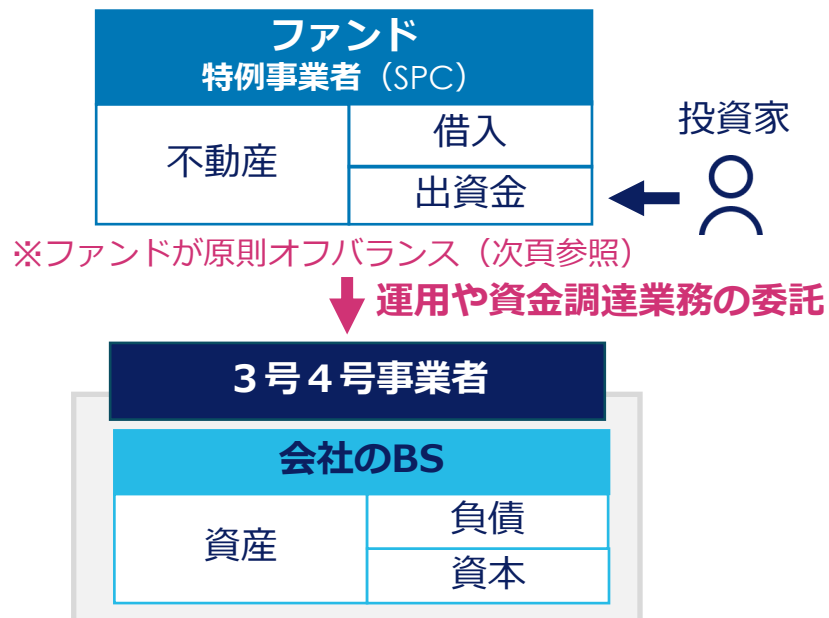 ファンド
特例事業者（SPC）
不動産
借入
出資金
投資家
※ファンドが原則オフバランス（次頁参照）
運用や資金調達業務の委託
３号４号事業者
会社のBS
資産
負債
資本